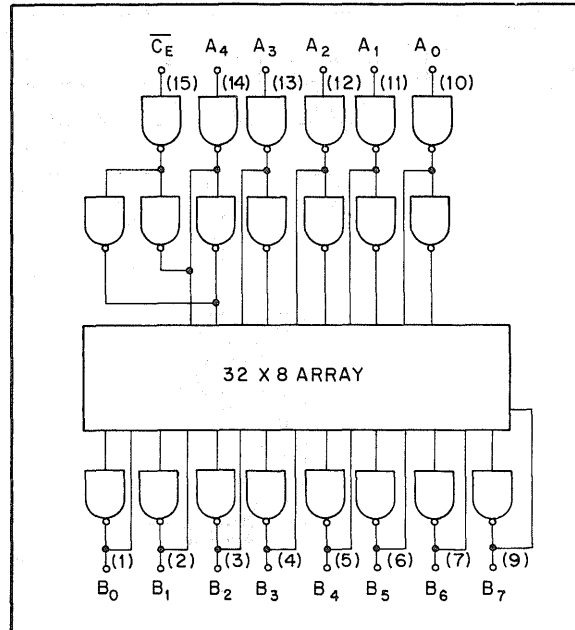 C̅E̅ A4 A3 A2 A1 A0
(15) (14) (13) (12) (11) (10)
32 X 8 ARRAY
(1) (2) (3) (4) (5) (6) (7) (9)
B0 B1 B2 B3 B4 B5 B6 B7